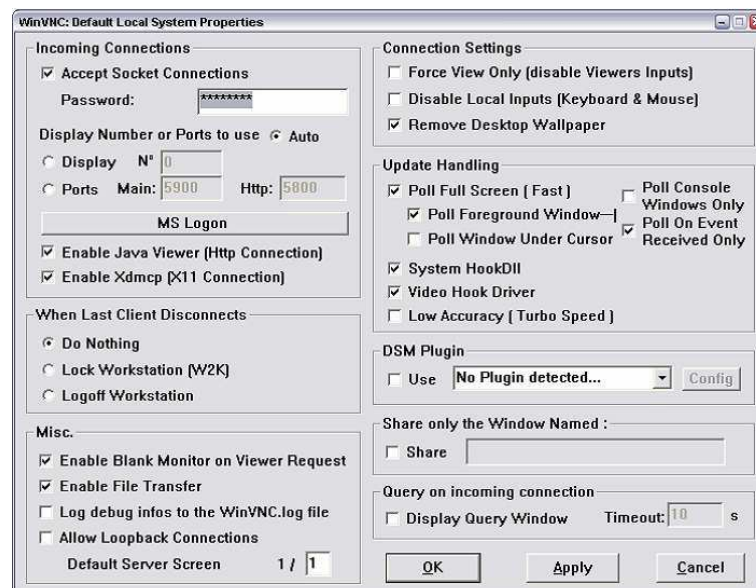 WinVNC: Default Local System Properties
Incoming Connections
Accept Socket Connections
Password: ********
Display Number or Ports to use Auto
Display N° 0
Ports Main: 5900 Http: 5800
MS Logon
Enable Java Viewer (Http Connection)
Enable Xdmcp (X11 Connection)
When Last Client Disconnects
Do Nothing
Lock Workstation (W2K)
Logoff Workstation
Misc.
Enable Blank Monitor on Viewer Request
Enable File Transfer
Log debug infos to the WinVNC.log file
Allow Loopback Connections
Default Server Screen 1 / 1
Connection Settings
Force View Only (disable Viewers Inputs)
Disable Local Inputs (Keyboard & Mouse)
Remove Desktop Wallpaper
Update Handling
Poll Full Screen ( Fast )
Poll Foreground Window
Poll Window Under Cursor
Poll Console
Windows Only
Poll On Event
Received Only
System HookDll
Video Hook Driver
Low Accuracy ( Turbo Speed )
DSM Plugin
Use No Plugin detected... Config
Share only the Window Named :
Share
Query on incoming connection
Display Query Window Timeout: 10 s
OK Apply Cancel